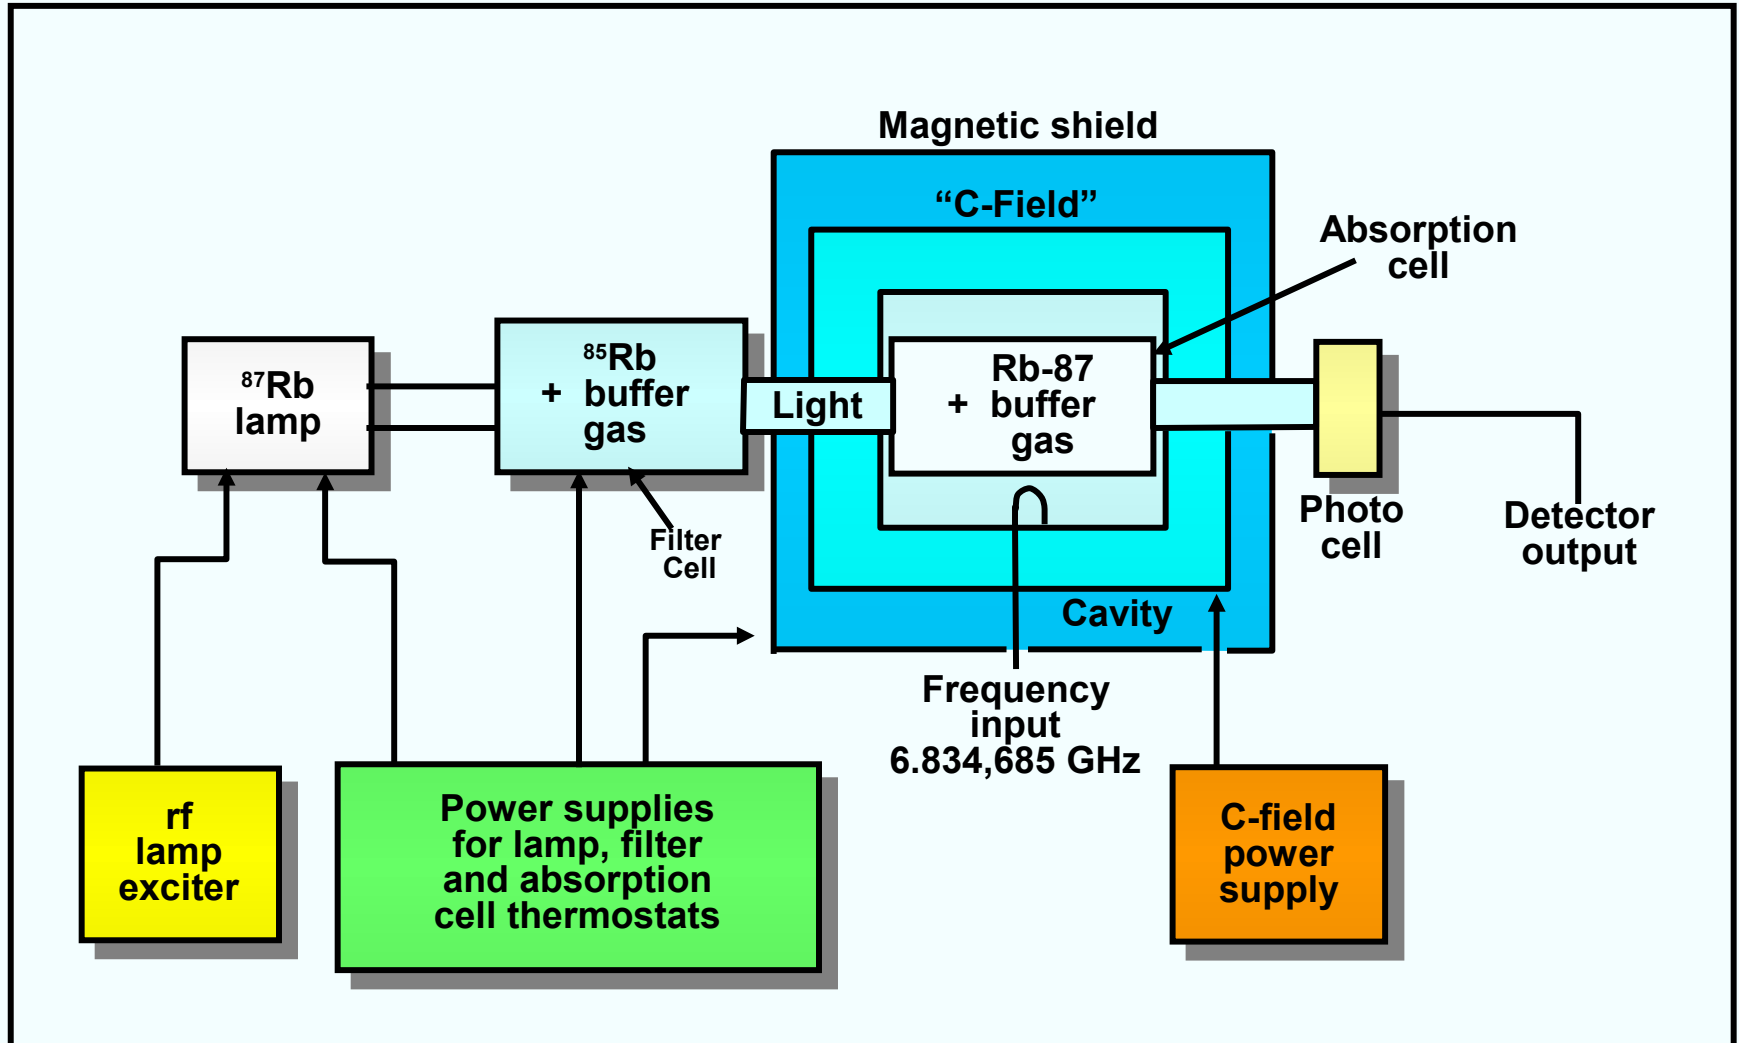 Magnetic shield
“C-Field”
Absorption
cell
⁸⁷Rb
lamp
⁸⁵Rb
+ buffer
gas
Light
Rb-87
+ buffer
gas
Filter
Cell
Photo
cell
Detector
output
Cavity
Frequency
input
6.834,685 GHz
rf
lamp
exciter
Power supplies
for lamp, filter
and absorption
cell thermostats
C-field
power
supply